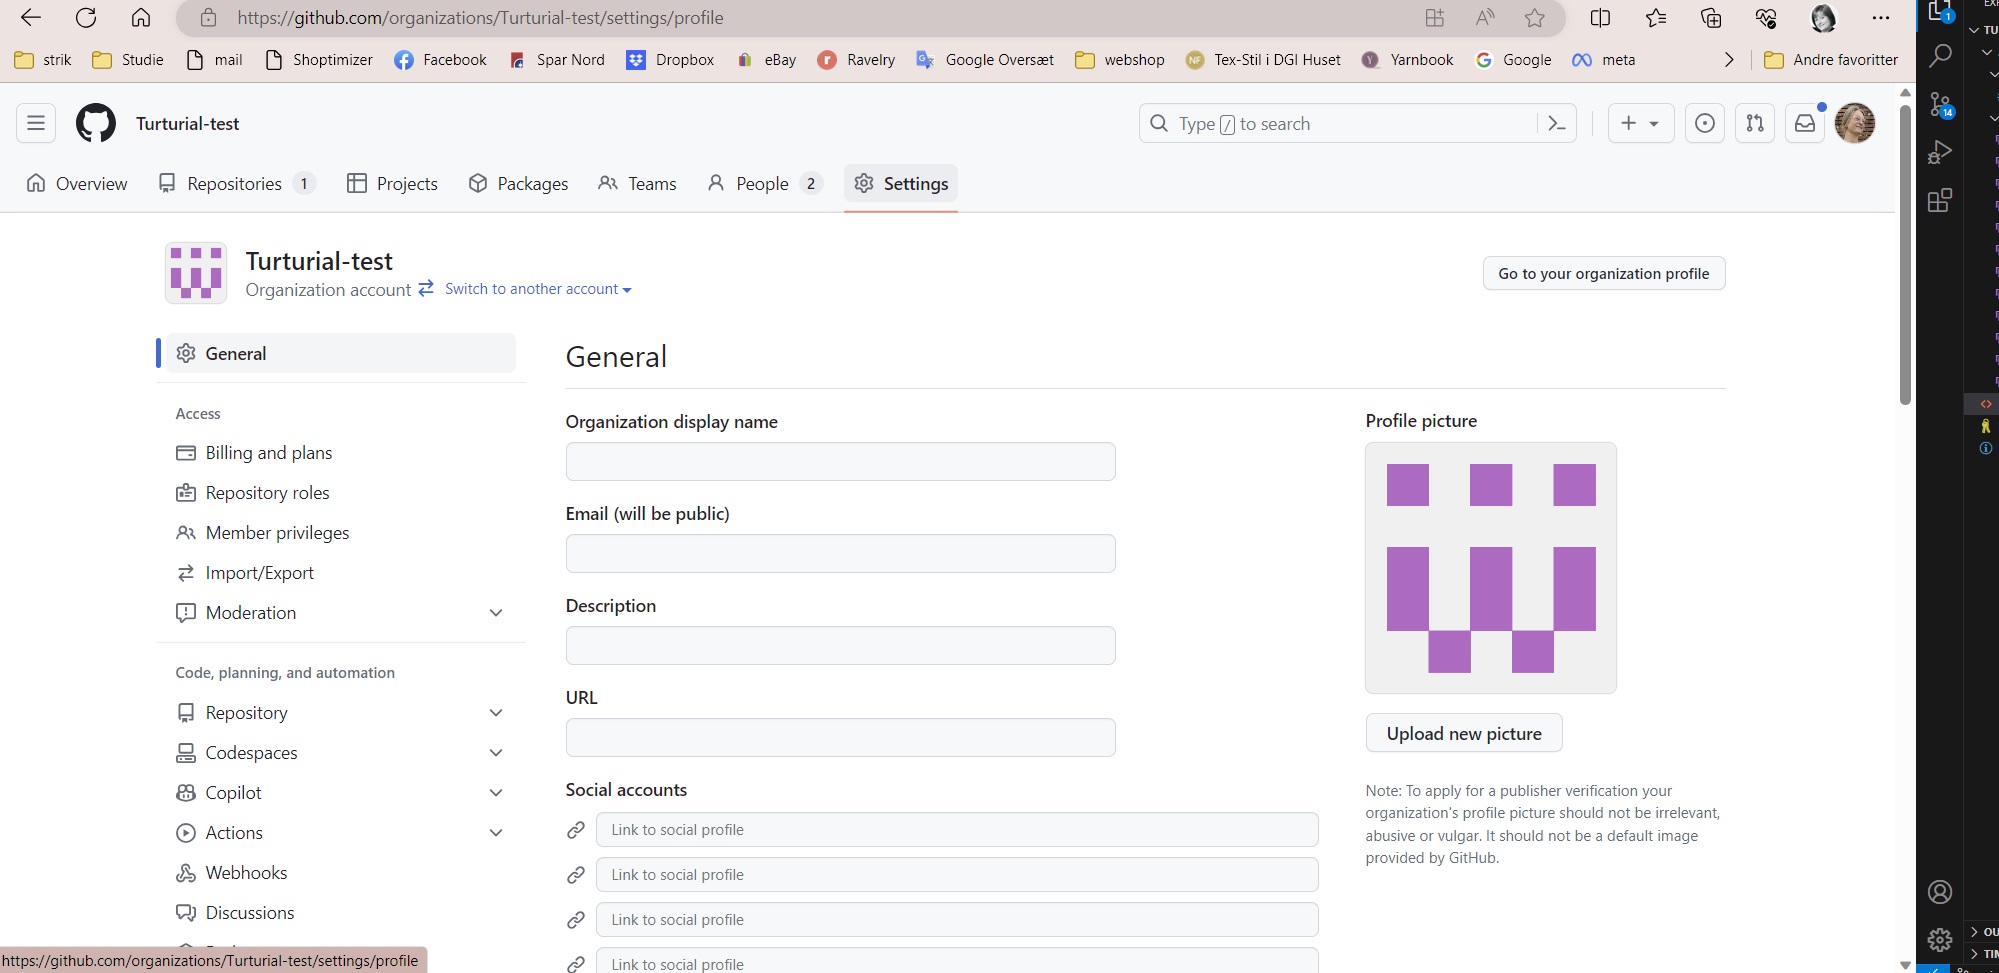 https://github.com/organizations/Turturial-test/settings/profile
strik Studie mail Shoptimizer Facebook Spar Nord Dropbox eBay Ravelry Google Oversæt webshop Tex-Stil i DGI Huset Yarnbook Google meta Andre favoritter
Turturial-test
Type / to search
Overview Repositories 1 Projects Packages Teams People 2 Settings
Turturial-test
Organization account Switch to another account
Go to your organization profile
General
Access
Billing and plans
Repository roles
Member privileges
Import/Export
Moderation
Code, planning, and automation
Repository
Codespaces
Copilot
Actions
Webhooks
Discussions
General
Organization display name
Email (will be public)
Description
URL
Social accounts
Link to social profile
Link to social profile
Link to social profile
Link to social profile
Profile picture
Upload new picture
Note: To apply for a publisher verification your
organization's profile picture should not be irrelevant,
abusive or vulgar. It should not be a default image
provided by GitHub.
https://github.com/organizations/Turturial-test/settings/profile
1
14